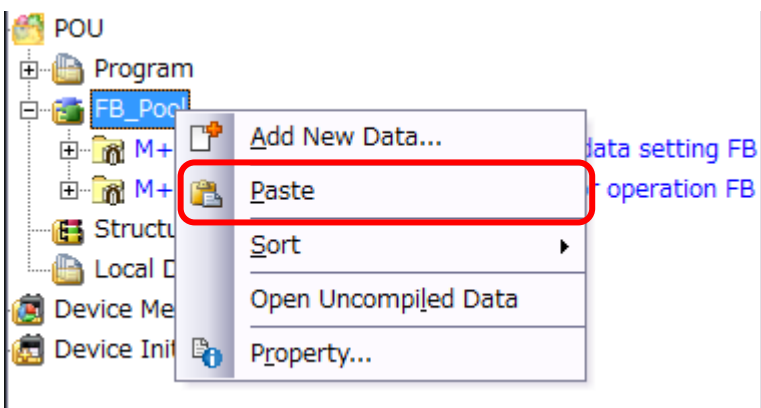 POU
Program
FB_Pool
Add New Data...
M+ data setting FB
Paste
M+ r operation FB
Structu
Sort
Local D
Open Uncompiled Data
Device Me
Device Init
Property...